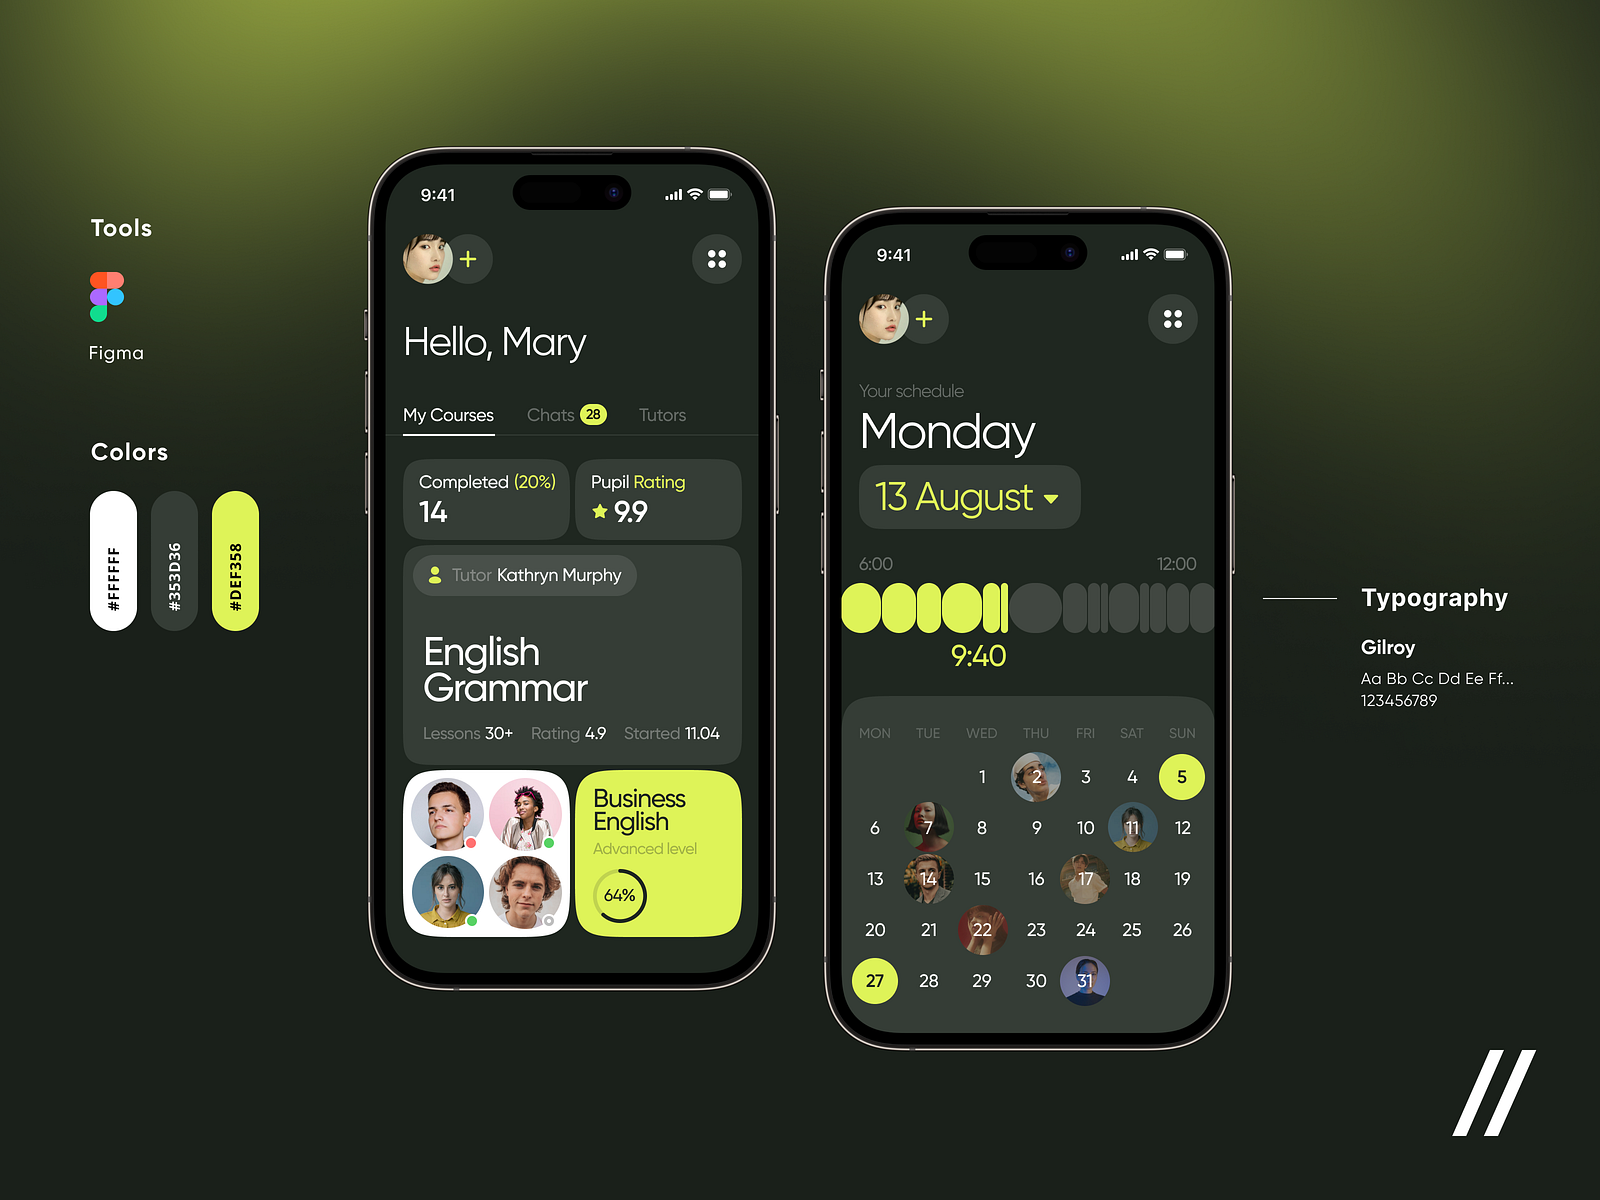 Tools
Figma
Colors
#FFFFFF
#353D36
#DEF358
9:41
Hello, Mary
My Courses Chats 28 Tutors
Completed (20%)
14
Pupil Rating
9.9
Tutor Kathryn Murphy
English
Grammar
Lessons 30+ Rating 4.9 Started 11.04
Business
English
Advanced level
64%
9:41
Your schedule
Monday
13 August
6:00 12:00
9:40
MON TUE WED THU FRI SAT SUN
1 2 3 4 5
6 7 8 9 10 11 12
13 14 15 16 17 18 19
20 21 22 23 24 25 26
27 28 29 30 31
Typography
Gilroy
Aa Bb Cc Dd Ee Ff...
123456789